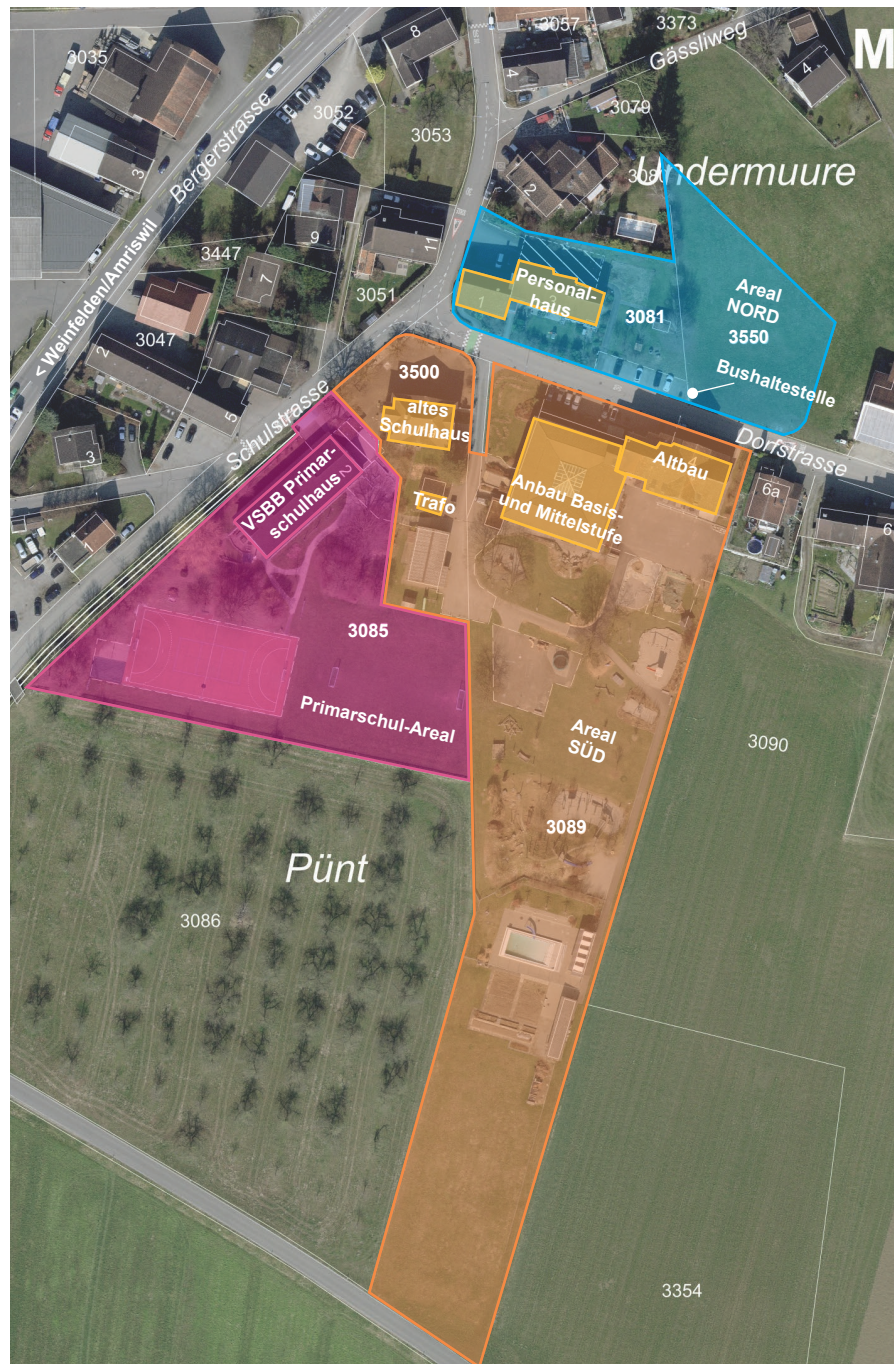 8
3057
3373
M
3035
Gässliweg
4
4
3052
3079
3053
Bergerstrasse
3
2
Undermuure
3447
9
11
< Weinfelden/Amriswil
7
3051
Areal
NORD
3550
Personal-
haus
1
3081
3047
2
5
3500
Bushaltestelle
Schulstrasse
altes
Schulhaus
Dorfstrasse
3
VSBB Primar-
schulhaus
2
Altbau
Trafo
Anbau Basis-
und Mittelstufe
6a
6
3085
Primarschul-Areal
Areal
SÜD
3090
3089
Pünt
3086
3354